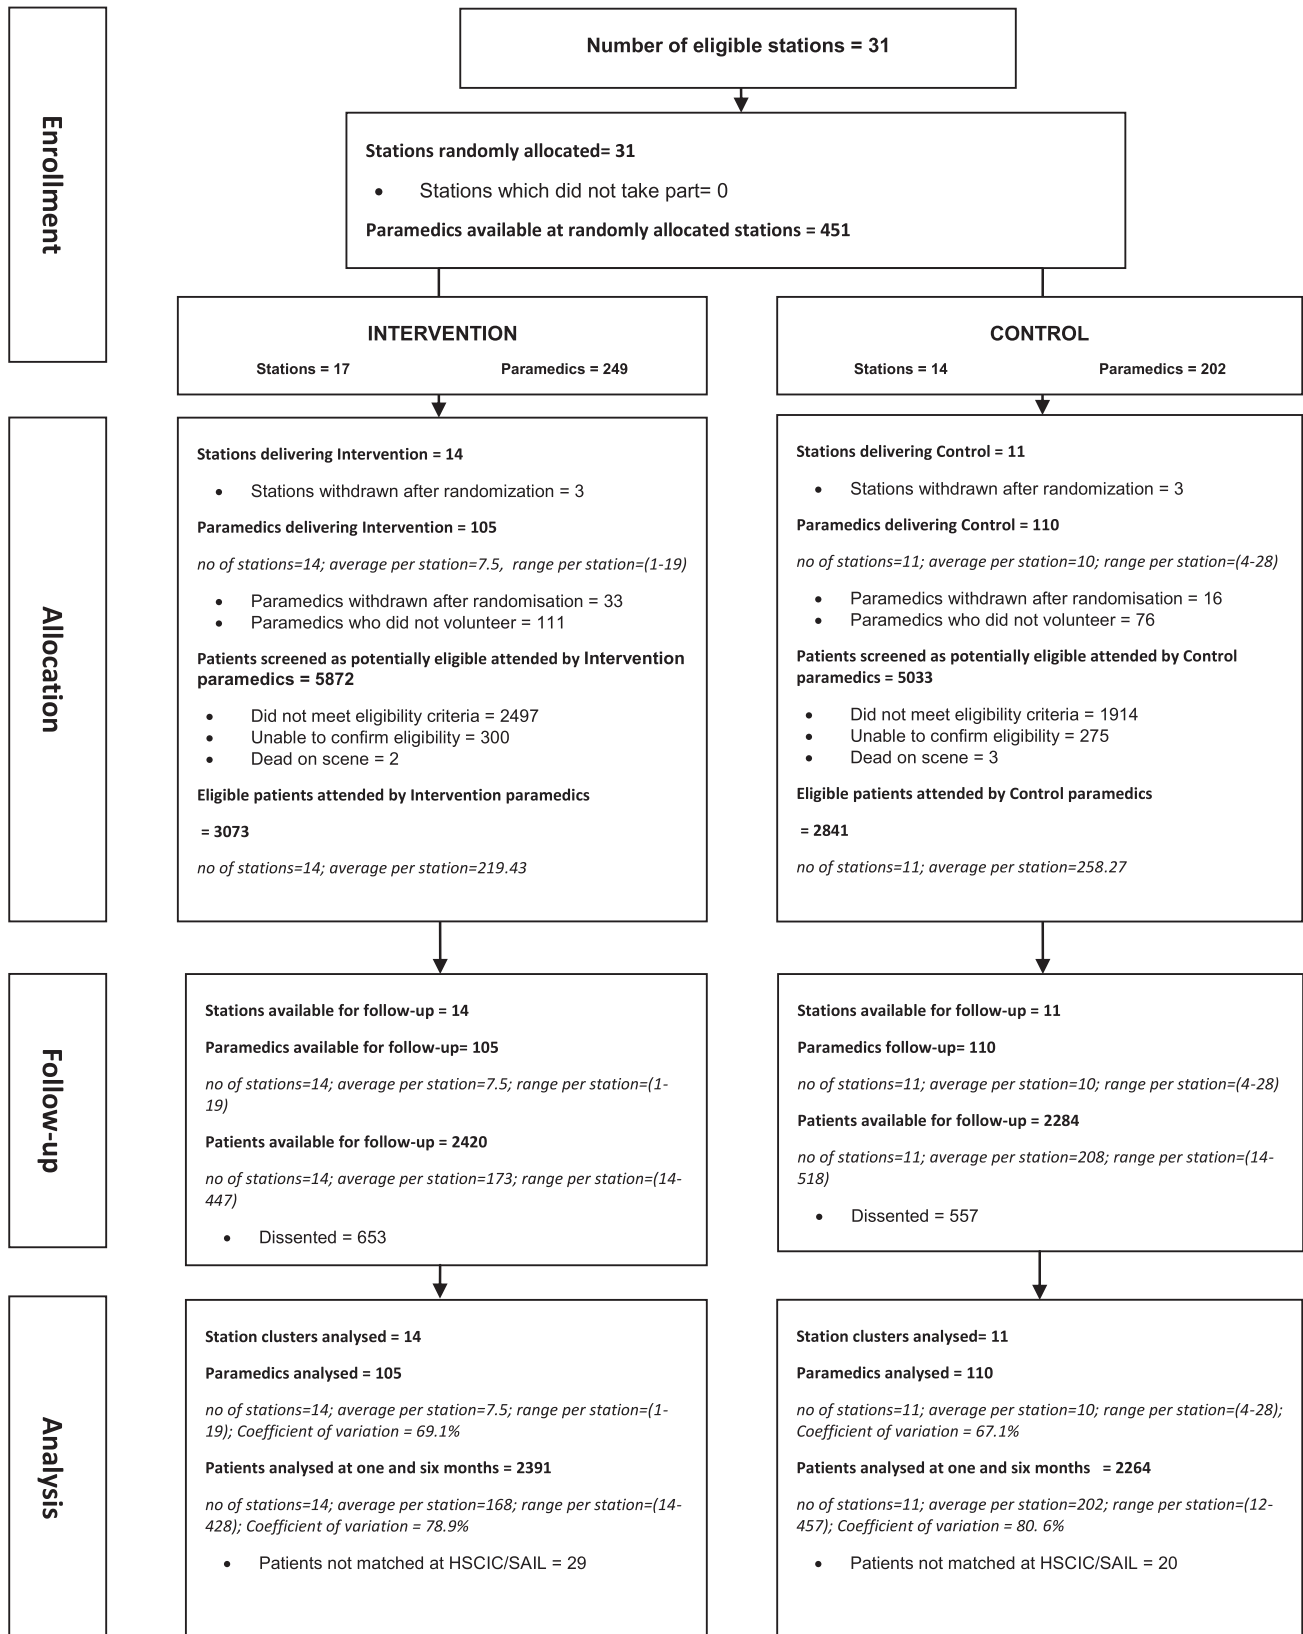 Number of eligible stations = 31
Enrollment
Stations randomly allocated= 31
• Stations which did not take part= 0
Paramedics available at randomly allocated stations = 451
INTERVENTION
Stations = 17 Paramedics = 249
CONTROL
Stations = 14 Paramedics = 202
Allocation
Stations delivering Intervention = 14
• Stations withdrawn after randomization = 3
Paramedics delivering Intervention = 105
no of stations=14; average per station=7.5, range per station=(1-19)
• Paramedics withdrawn after randomisation = 33
• Paramedics who did not volunteer = 111
Patients screened as potentially eligible attended by Intervention
paramedics = 5872
• Did not meet eligibility criteria = 2497
• Unable to confirm eligibility = 300
• Dead on scene = 2
Eligible patients attended by Intervention paramedics
= 3073
no of stations=14; average per station=219.43
Stations delivering Control = 11
• Stations withdrawn after randomization = 3
Paramedics delivering Control = 110
no of stations=11; average per station=10; range per station=(4-28)
• Paramedics withdrawn after randomisation = 16
• Paramedics who did not volunteer = 76
Patients screened as potentially eligible attended by Control
paramedics = 5033
• Did not meet eligibility criteria = 1914
• Unable to confirm eligibility = 275
• Dead on scene = 3
Eligible patients attended by Control paramedics
= 2841
no of stations=11; average per station=258.27
Follow-up
Stations available for follow-up = 14
Paramedics available for follow-up= 105
no of stations=14; average per station=7.5; range per station=(1-
19)
Patients available for follow-up = 2420
no of stations=14; average per station=173; range per station=(14-
447)
• Dissented = 653
Stations available for follow-up = 11
Paramedics follow-up= 110
no of stations=11; average per station=10; range per station=(4-28)
Patients available for follow-up = 2284
no of stations=11; average per station=208; range per station=(14-
518)
• Dissented = 557
Analysis
Station clusters analysed = 14
Paramedics analysed = 105
no of stations=14; average per station=7.5; range per station=(1-
19); Coefficient of variation = 69.1%
Patients analysed at one and six months = 2391
no of stations=14; average per station=168; range per station=(14-
428); Coefficient of variation = 78.9%
• Patients not matched at HSCIC/SAIL = 29
Station clusters analysed= 11
Paramedics analysed = 110
no of stations=11; average per station=10; range per station=(4-28);
Coefficient of variation = 67.1%
Patients analysed at one and six months = 2264
no of stations=11; average per station=202; range per station=(12-
457); Coefficient of variation = 80. 6%
• Patients not matched at HSCIC/SAIL = 20